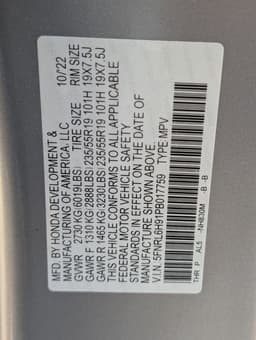 MFD. BY HONDA DEVELOPMENT & 10/22
MANUFACTURING OF AMERICA, LLC
GVWR 2730 KG(6019LBS) TIRE SIZE RIM SIZE
GAWR F 1310 KG(2888LBS) 235/55R19 101H 19X7.5J
GAWR R 1465 KG(3230LBS) 235/55R19 101H 19X7.5J
THIS VEHICLE CONFORMS TO ALL APPLICABLE
FEDERAL MOTOR VEHICLE SAFETY
STANDARDS IN EFFECT ON THE DATE OF
MANUFACTURE SHOWN ABOVE.
V.I.N. 5FNRL6H91PB017759 TYPE MPV
THR P AL5 -NH830M -B -B